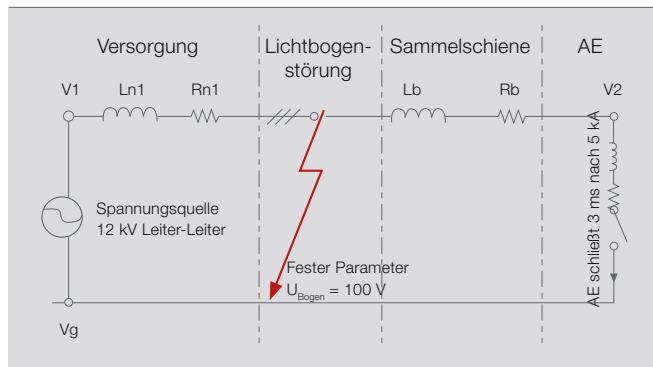 Versorgung
Lichtbogen-
störung
Sammelschiene
AE
V1
Ln1
Rn1
Lb
Rb
V2
Spannungsquelle
12 kV Leiter-Leiter
Fester Parameter
U_Bogen = 100 V
AE schließt 3 ms nach 5 kA
Vg